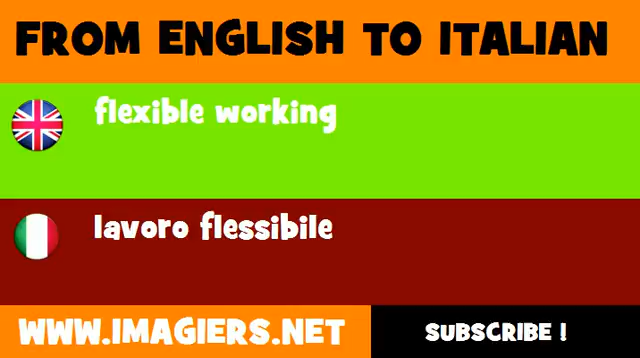 FROM ENGLISH TO ITALIAN
flexible working
lavoro flessibile
WWW.IMAGIERS.NET
SUBSCRIBE !